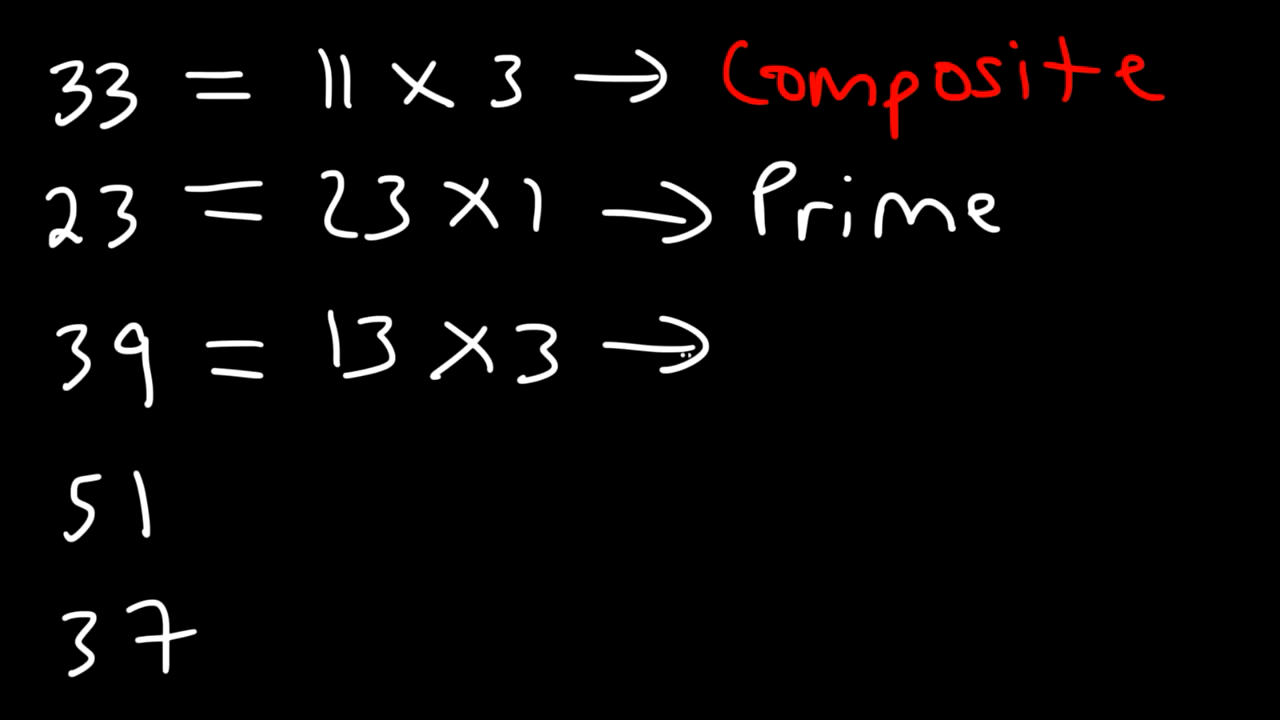 33 = 11 × 3 → Composite
23 = 23 × 1 → Prime
39 = 13 × 3 →
51
37